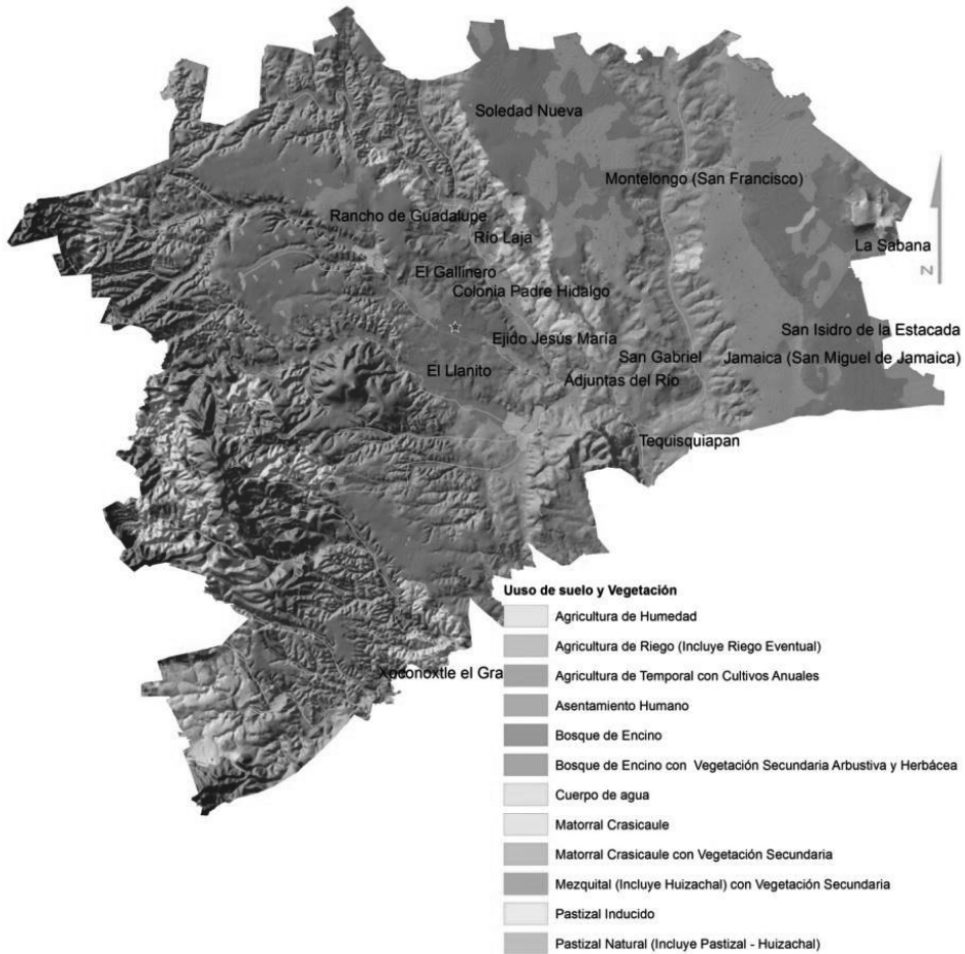 Soledad Nueva
Montelongo (San Francisco)
Rancho de Guadalupe
Río Laja
La Sabana
N
El Gallinero
Colonia Padre Hidalgo
San Isidro de la Estacada
Ejido Jesús María
San Gabriel
Jamaica (San Miguel de Jamaica)
El Llanito
Adjuntas del Río
Tequisquiapan
Xoconoxtle el Gra
Uuso de suelo y Vegetación
Agricultura de Humedad
Agricultura de Riego (Incluye Riego Eventual)
Agricultura de Temporal con Cultivos Anuales
Asentamiento Humano
Bosque de Encino
Bosque de Encino con Vegetación Secundaria Arbustiva y Herbácea
Cuerpo de agua
Matorral Crasicaule
Matorral Crasicaule con Vegetación Secundaria
Mezquital (Incluye Huizachal) con Vegetación Secundaria
Pastizal Inducido
Pastizal Natural (Incluye Pastizal - Huizachal)